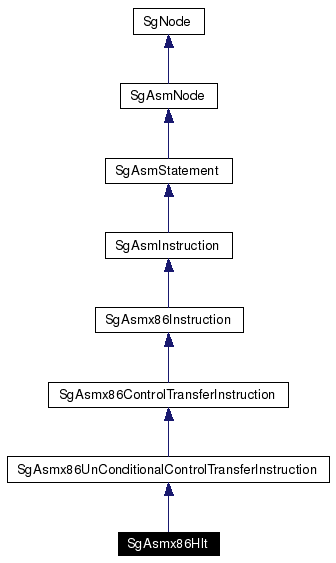 SgNode
SgAsmNode
SgAsmStatement
SgAsmInstruction
SgAsmx86Instruction
SgAsmx86ControlTransferInstruction
SgAsmx86UnConditionalControlTransferInstruction
SgAsmx86Hlt